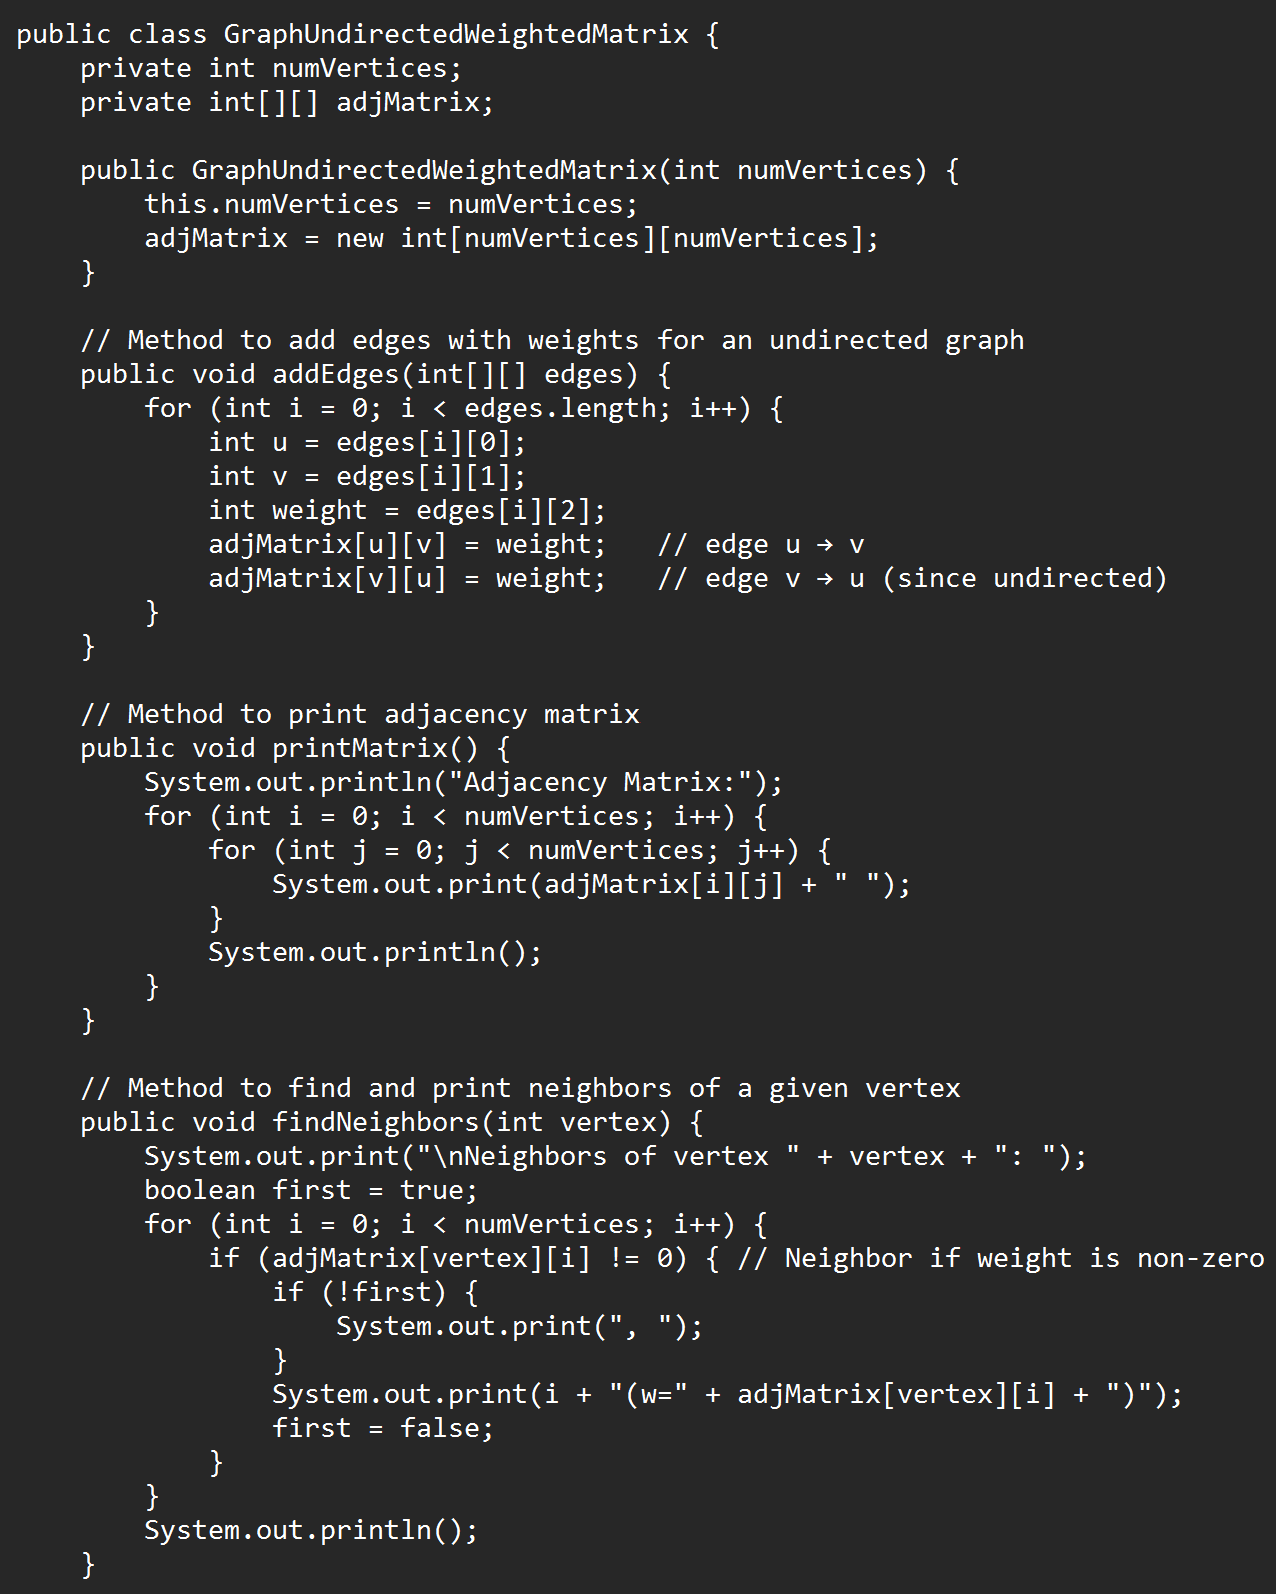 public class GraphUndirectedWeightedMatrix {
    private int numVertices;
    private int[][] adjMatrix;

    public GraphUndirectedWeightedMatrix(int numVertices) {
        this.numVertices = numVertices;
        adjMatrix = new int[numVertices][numVertices];
    }

    // Method to add edges with weights for an undirected graph
    public void addEdges(int[][] edges) {
        for (int i = 0; i < edges.length; i++) {
            int u = edges[i][0];
            int v = edges[i][1];
            int weight = edges[i][2];
            adjMatrix[u][v] = weight;   // edge u → v
            adjMatrix[v][u] = weight;   // edge v → u (since undirected)
        }
    }

    // Method to print adjacency matrix
    public void printMatrix() {
        System.out.println("Adjacency Matrix:");
        for (int i = 0; i < numVertices; i++) {
            for (int j = 0; j < numVertices; j++) {
                System.out.print(adjMatrix[i][j] + " ");
            }
            System.out.println();
        }
    }

    // Method to find and print neighbors of a given vertex
    public void findNeighbors(int vertex) {
        System.out.print("\nNeighbors of vertex " + vertex + ": ");
        boolean first = true;
        for (int i = 0; i < numVertices; i++) {
            if (adjMatrix[vertex][i] != 0) { // Neighbor if weight is non-zero
                if (!first) {
                    System.out.print(", ");
                }
                System.out.print(i + "(w=" + adjMatrix[vertex][i] + ")");
                first = false;
            }
        }
        System.out.println();
    }